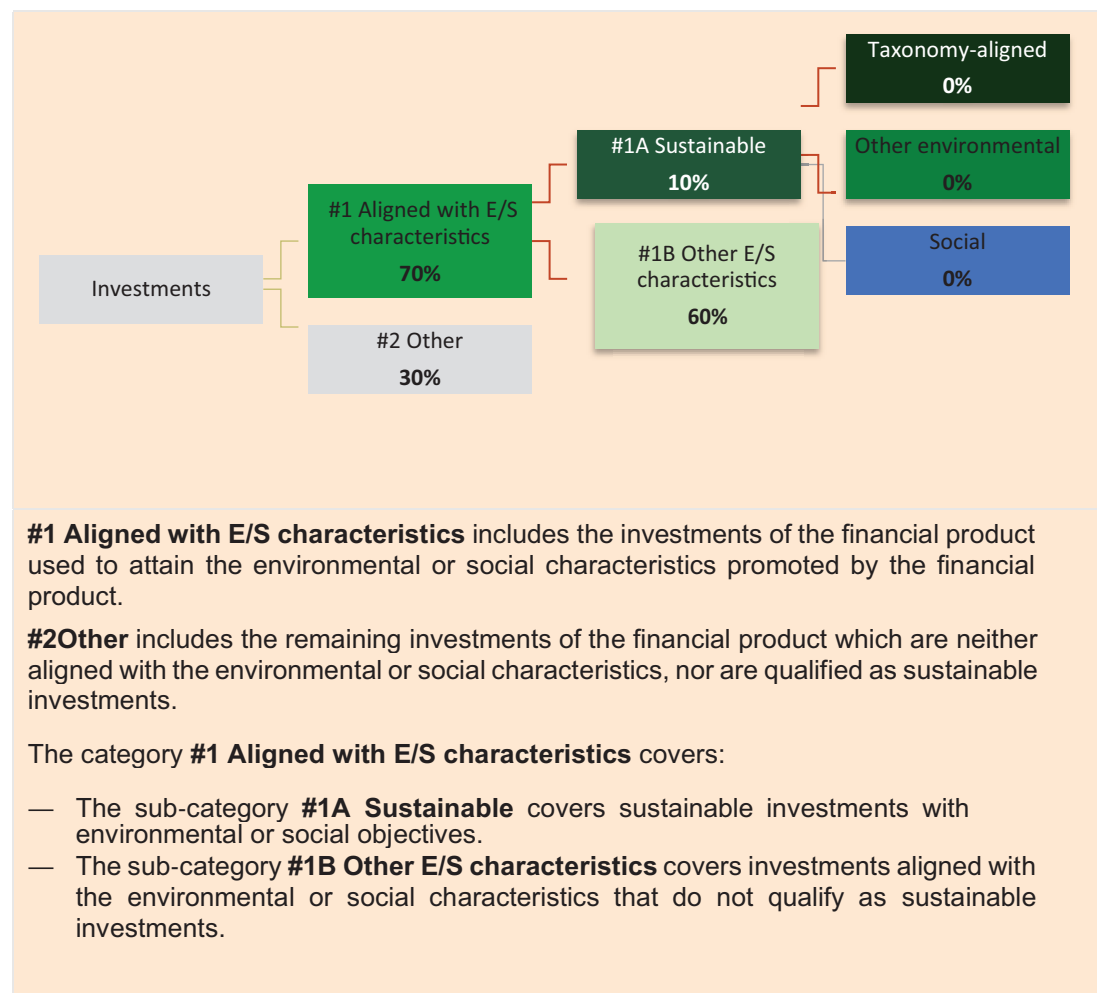 Taxonomy-aligned
0%
#1A Sustainable
10%
Other environmental
0%
#1 Aligned with E/S
characteristics
70%
#1B Other E/S
characteristics
60%
Social
0%
Investments
#2 Other
30%
#1 Aligned with E/S characteristics includes the investments of the financial product
used to attain the environmental or social characteristics promoted by the financial
product.
#2Other includes the remaining investments of the financial product which are neither
aligned with the environmental or social characteristics, nor are qualified as sustainable
investments.
The category #1 Aligned with E/S characteristics covers:
— The sub-category #1A Sustainable covers sustainable investments with
environmental or social objectives.
— The sub-category #1B Other E/S characteristics covers investments aligned with
the environmental or social characteristics that do not qualify as sustainable
investments.